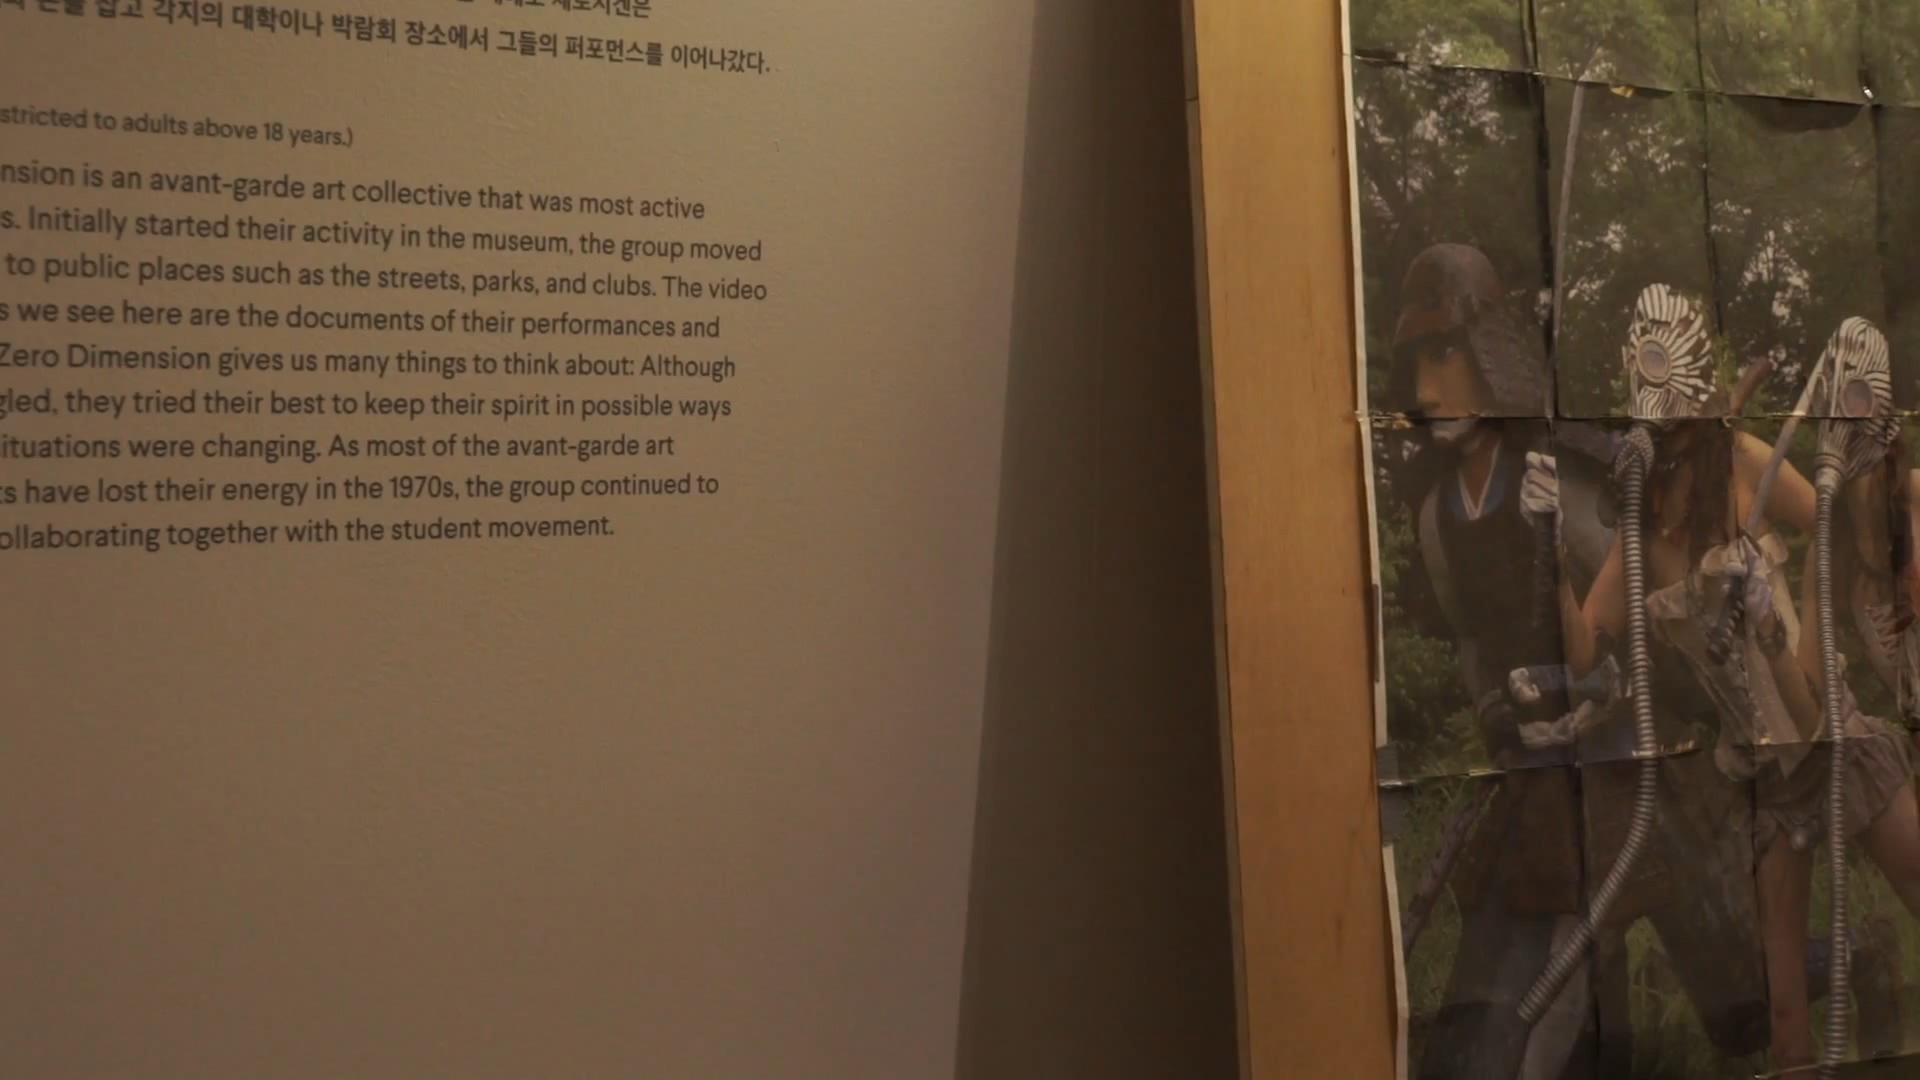 손을 잡고 각지의 대학이나 박람회 장소에서 그들의 퍼포먼스를 이어나갔다.
stricted to adults above 18 years.)
nsion is an avant-garde art collective that was most active
s. Initially started their activity in the museum, the group moved
to public places such as the streets, parks, and clubs. The video
s we see here are the documents of their performances and
Zero Dimension gives us many things to think about: Although
gled, they tried their best to keep their spirit in possible ways
ituations were changing. As most of the avant-garde art
ts have lost their energy in the 1970s, the group continued to
ollaborating together with the student movement.